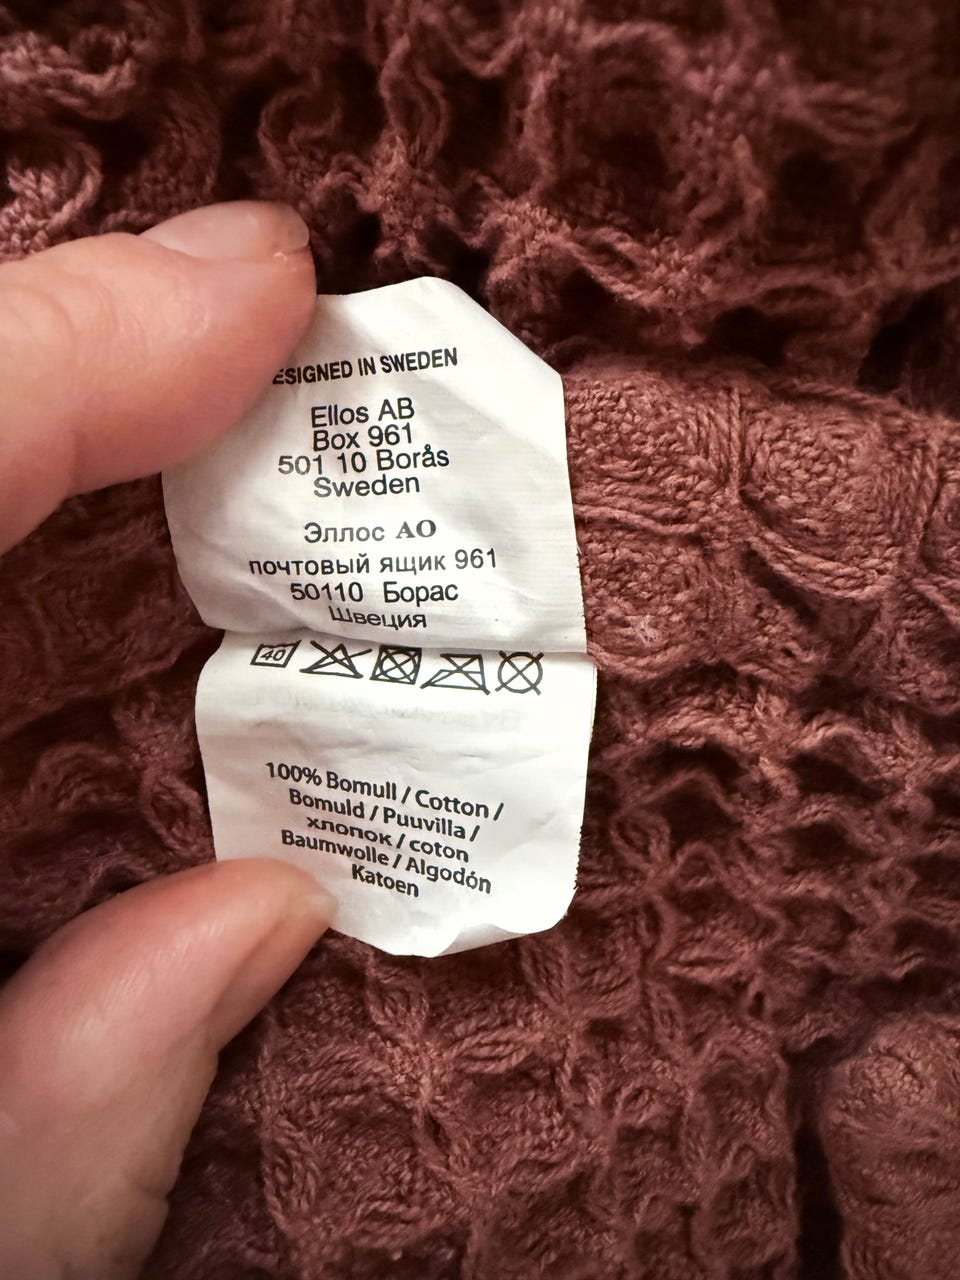 ESIGNED IN SWEDEN
Ellos AB
Box 961
501 10 Borås
Sweden
Эллос АО
почтовый ящик 961
50110 Борас
Швеция
40
100% Bomull / Cotton /
Bomuld / Puuvilla /
хлопок / coton
Baumwolle / Algodón
Katoen